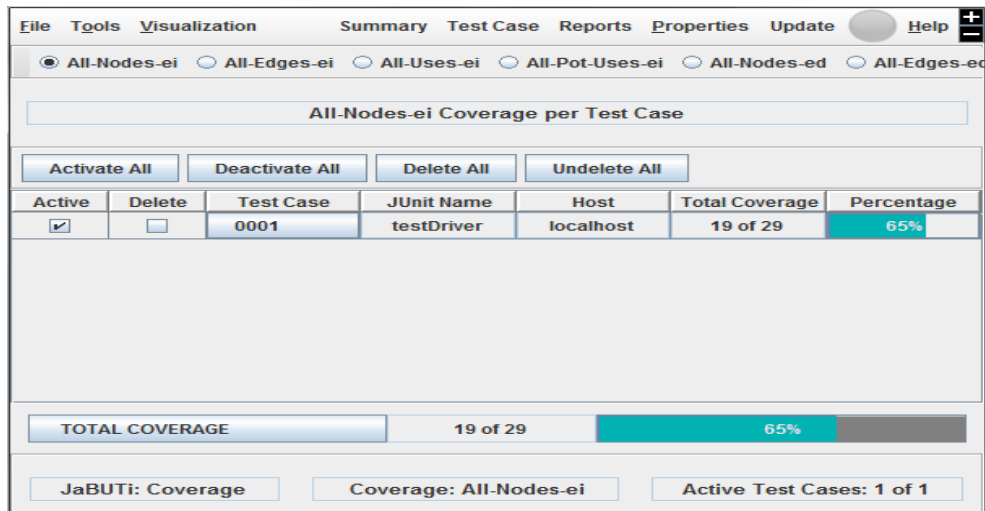 File Tools Visualization Summary Test Case Reports Properties Update Help
All-Nodes-ei All-Edges-ei All-Uses-ei All-Pot-Uses-ei All-Nodes-ed All-Edges-ed
All-Nodes-ei Coverage per Test Case
Activate All Deactivate All Delete All Undelete All
Active Delete Test Case JUnit Name Host Total Coverage Percentage
0001 testDriver localhost 19 of 29 65%
TOTAL COVERAGE 19 of 29 65%
JaBUTi: Coverage Coverage: All-Nodes-ei Active Test Cases: 1 of 1